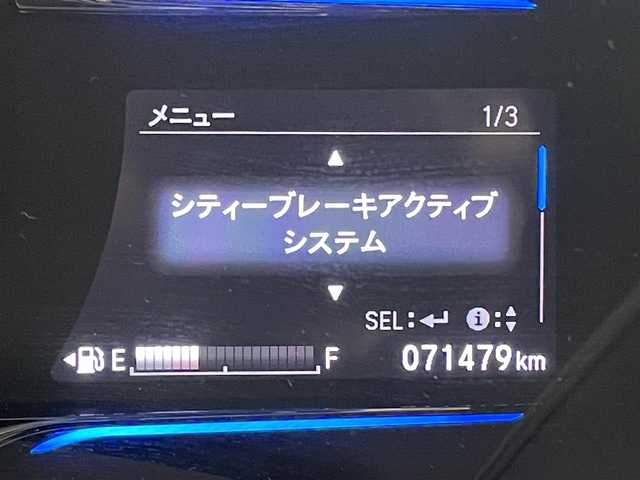 メニュー 1/3
シティーブレーキアクティブ
システム
SEL: i:
E F 071479km